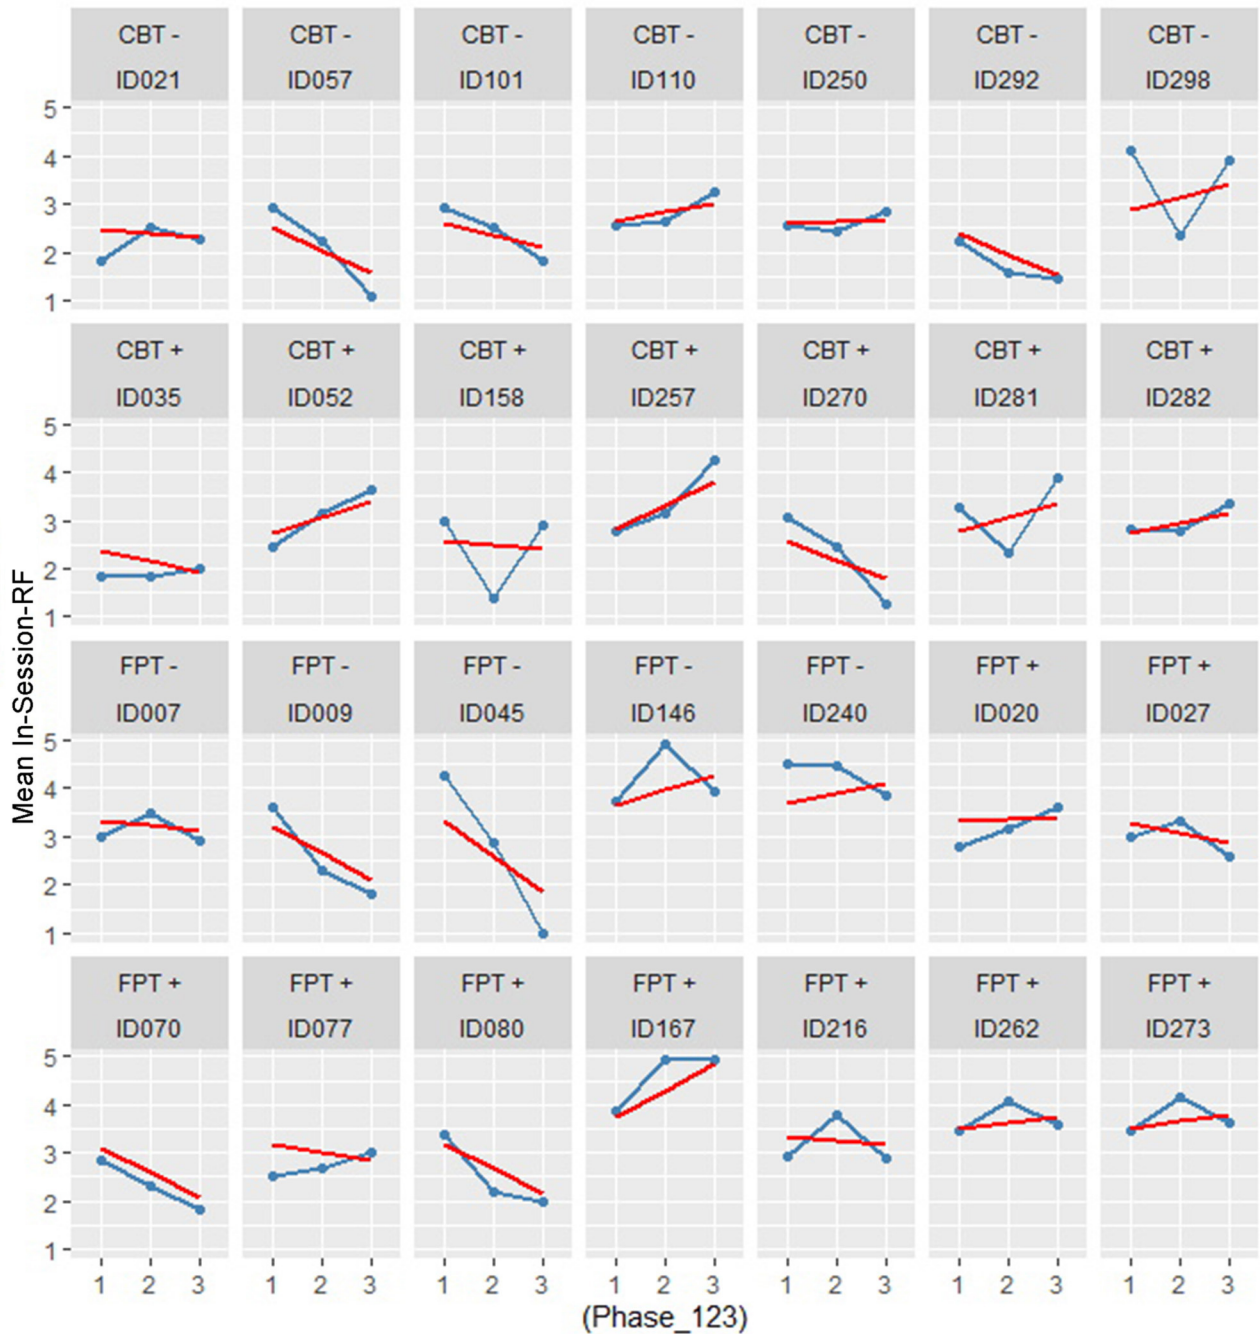 CBT - CBT - CBT - CBT - CBT - CBT - CBT -
ID021 ID057 ID101 ID110 ID250 ID292 ID298
5
4
3
2
1
CBT + CBT + CBT + CBT + CBT + CBT + CBT +
ID035 ID052 ID158 ID257 ID270 ID281 ID282
5
4
3
2
1
Mean In-Session-RF
FPT - FPT - FPT - FPT - FPT - FPT + FPT +
ID007 ID009 ID045 ID146 ID240 ID020 ID027
5
4
3
2
1
FPT + FPT + FPT + FPT + FPT + FPT + FPT +
ID070 ID077 ID080 ID167 ID216 ID262 ID273
5
4
3
2
1
1 2 3 1 2 3 1 2 3 1 2 3 1 2 3 1 2 3 1 2 3
(Phase_123)